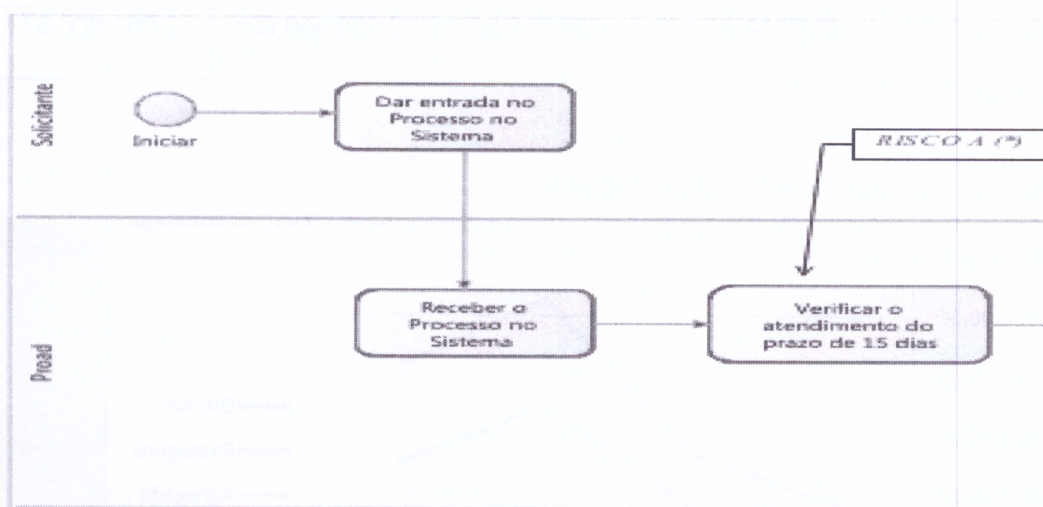 Solicitante
Iniciar
Dar entrada no
Processo no
Sistema
RISCO A (*)
Proad
Receber o
Processo no
Sistema
Verificar o
atendimento do
prazo de 15 dias